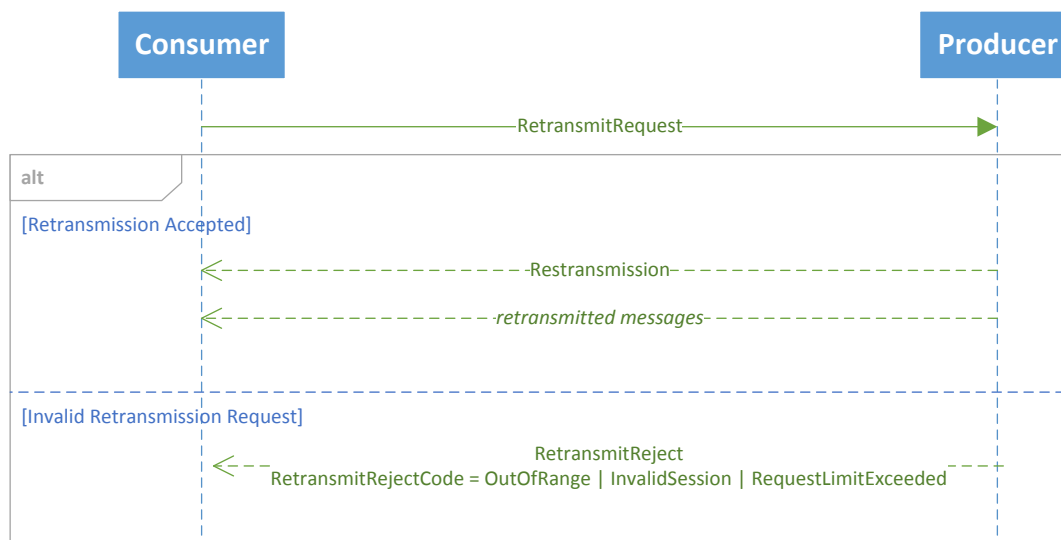 Consumer
Producer
RetransmitRequest
alt
[Retransmission Accepted]
Restransmission
retransmitted messages
[Invalid Retransmission Request]
RetransmitReject
RetransmitRejectCode = OutOfRange | InvalidSession | RequestLimitExceeded